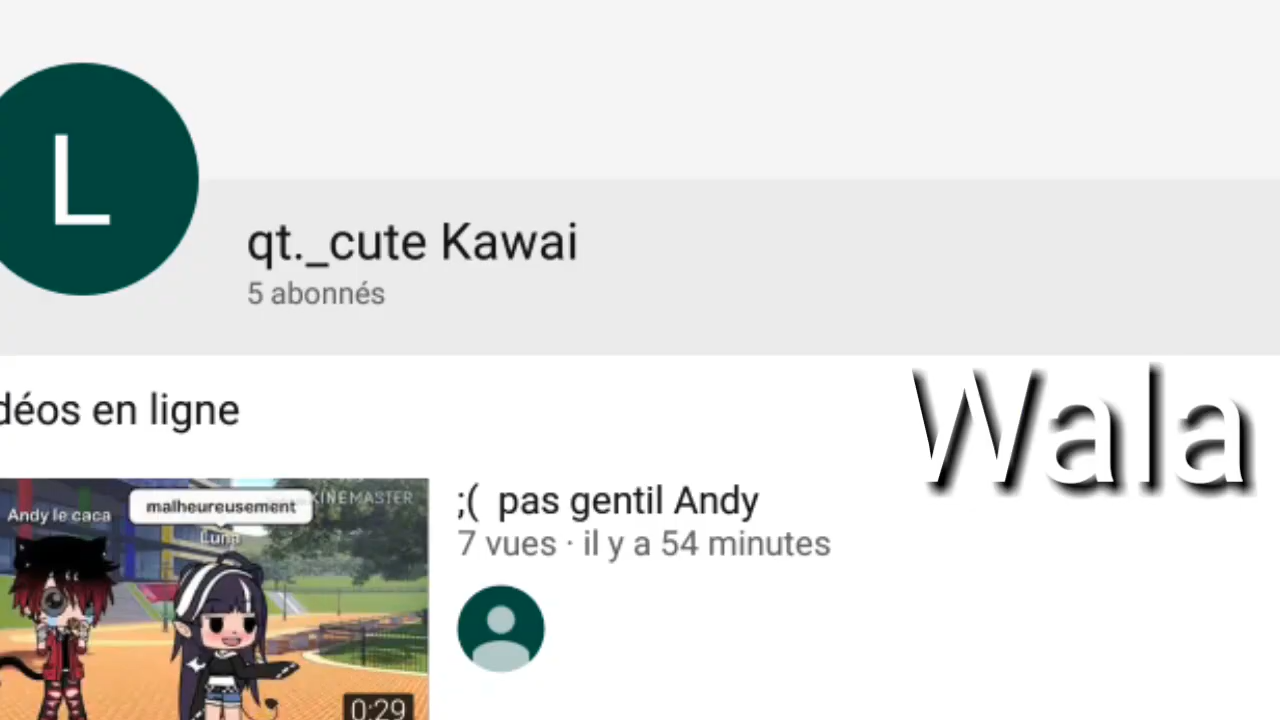 L
qt._cute Kawai
5 abonnés
déos en ligne
Wala
KINEMASTER
malheureusement
Andy le caca
Luna
;( pas gentil Andy
7 vues · il y a 54 minutes
0:29